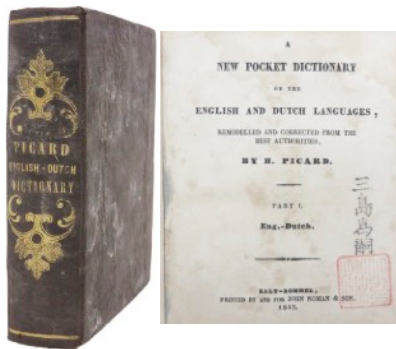 PICARD
ENGLISH-DUTCH
DICTIONARY
A
NEW POCKET DICTIONARY
OF THE
ENGLISH AND DUTCH LANGUAGES,
REMODELLED AND CORRECTED FROM THE
BEST AUTHORITIES,
BY H. PICARD.
PART I.
Eng.-Dutch.
三島為嗣
ZALT-BOMMEL,
PRINTED BY AND FOR JOHN NOMAN & SON.